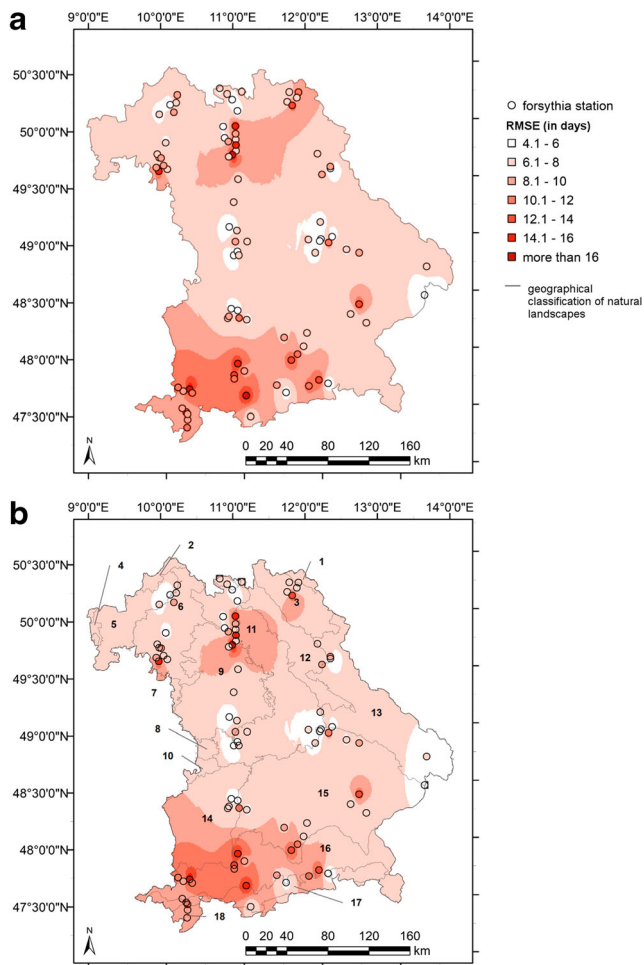 a
9°0'0"E 10°0'0"E 11°0'0"E 12°0'0"E 13°0'0"E 14°0'0"E
50°30'0"N
50°0'0"N
49°30'0"N
49°0'0"N
48°30'0"N
48°0'0"N
47°30'0"N
N
0 20 40 80 120 160
km
forsythia station
RMSE (in days)
4.1 - 6
6.1 - 8
8.1 - 10
10.1 - 12
12.1 - 14
14.1 - 16
more than 16
geographical
classification of natural
landscapes
b
9°0'0"E 10°0'0"E 11°0'0"E 12°0'0"E 13°0'0"E 14°0'0"E
50°30'0"N
50°0'0"N
49°30'0"N
49°0'0"N
48°30'0"N
48°0'0"N
47°30'0"N
2
4
1
3
6
5
11
12
9
7
13
8
10
15
14
16
17
18
N
0 20 40 80 120 160
km